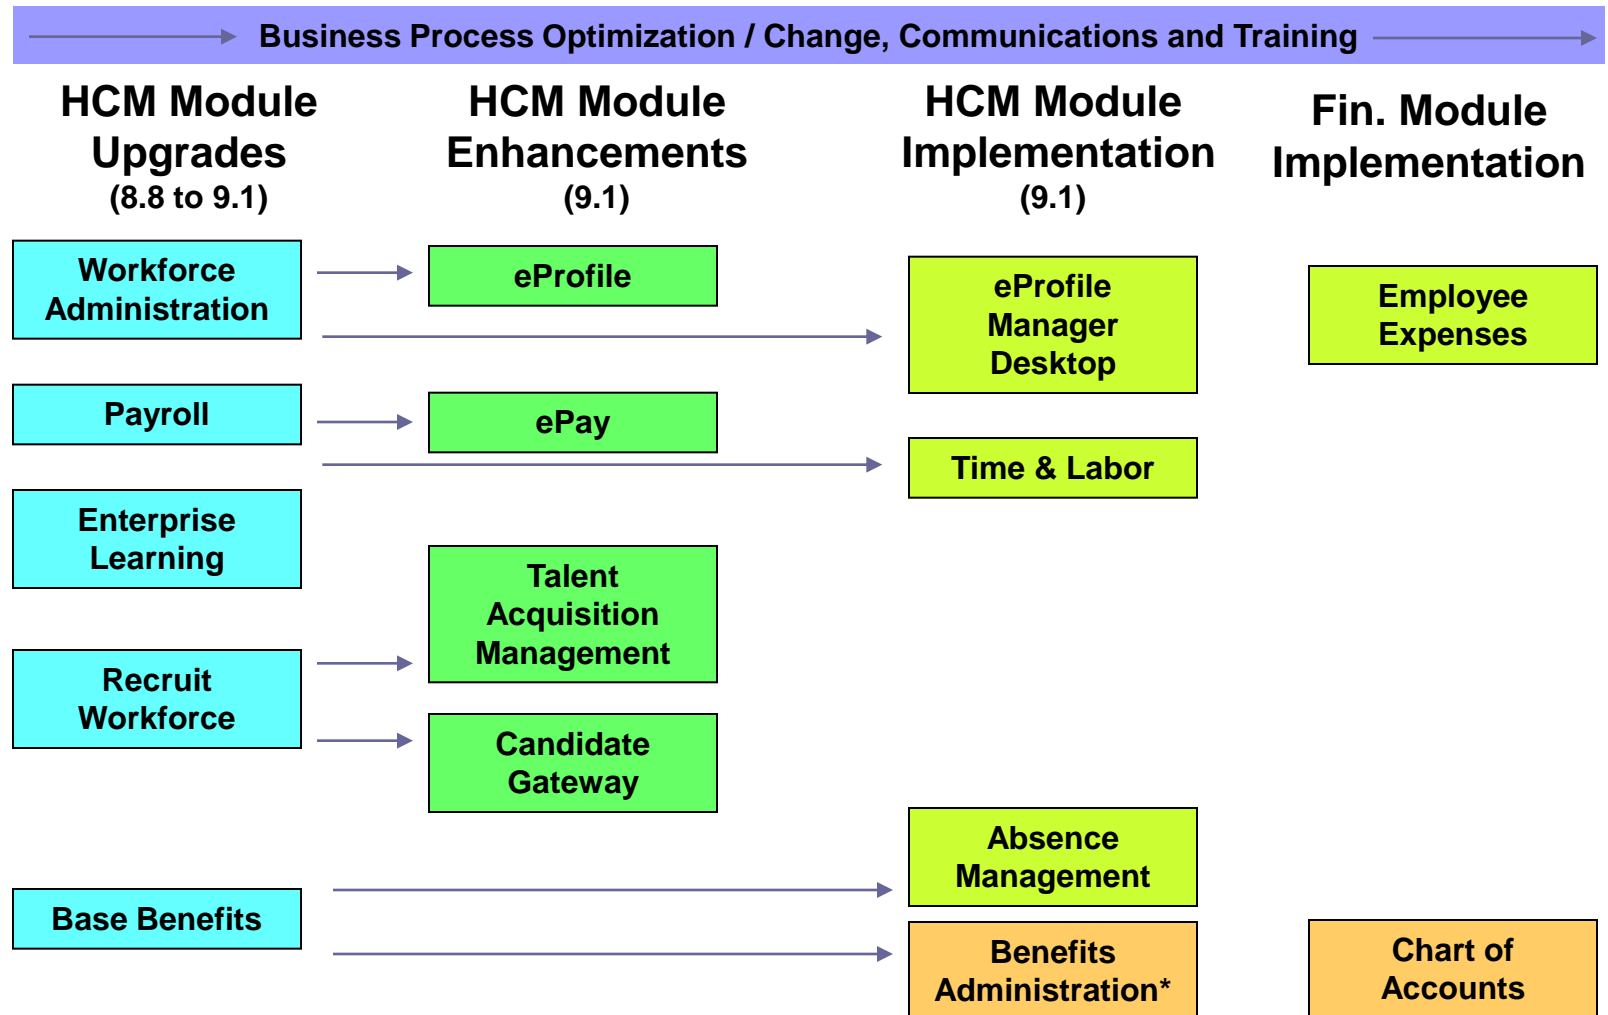 Business Process Optimization / Change, Communications and Training
HCM Module
Upgrades
(8.8 to 9.1)
HCM Module
Enhancements
(9.1)
HCM Module
Implementation
(9.1)
Fin. Module
Implementation
Workforce
Administration
eProfile
eProfile
Manager
Desktop
Employee
Expenses
Payroll
ePay
Time & Labor
Enterprise
Learning
Talent
Acquisition
Management
Recruit
Workforce
Candidate
Gateway
Absence
Management
Base Benefits
Benefits
Administration*
Chart of
Accounts